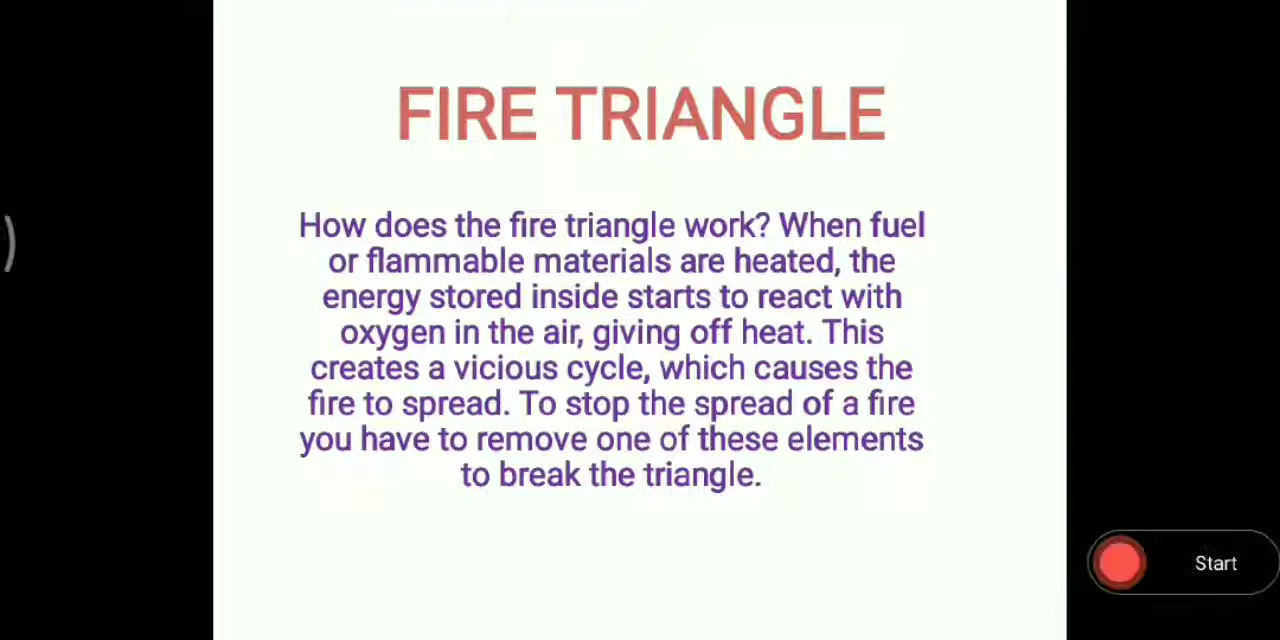 FIRE TRIANGLE
How does the fire triangle work? When fuel
or flammable materials are heated, the
energy stored inside starts to react with
oxygen in the air, giving off heat. This
creates a vicious cycle, which causes the
fire to spread. To stop the spread of a fire
you have to remove one of these elements
to break the triangle.
Start